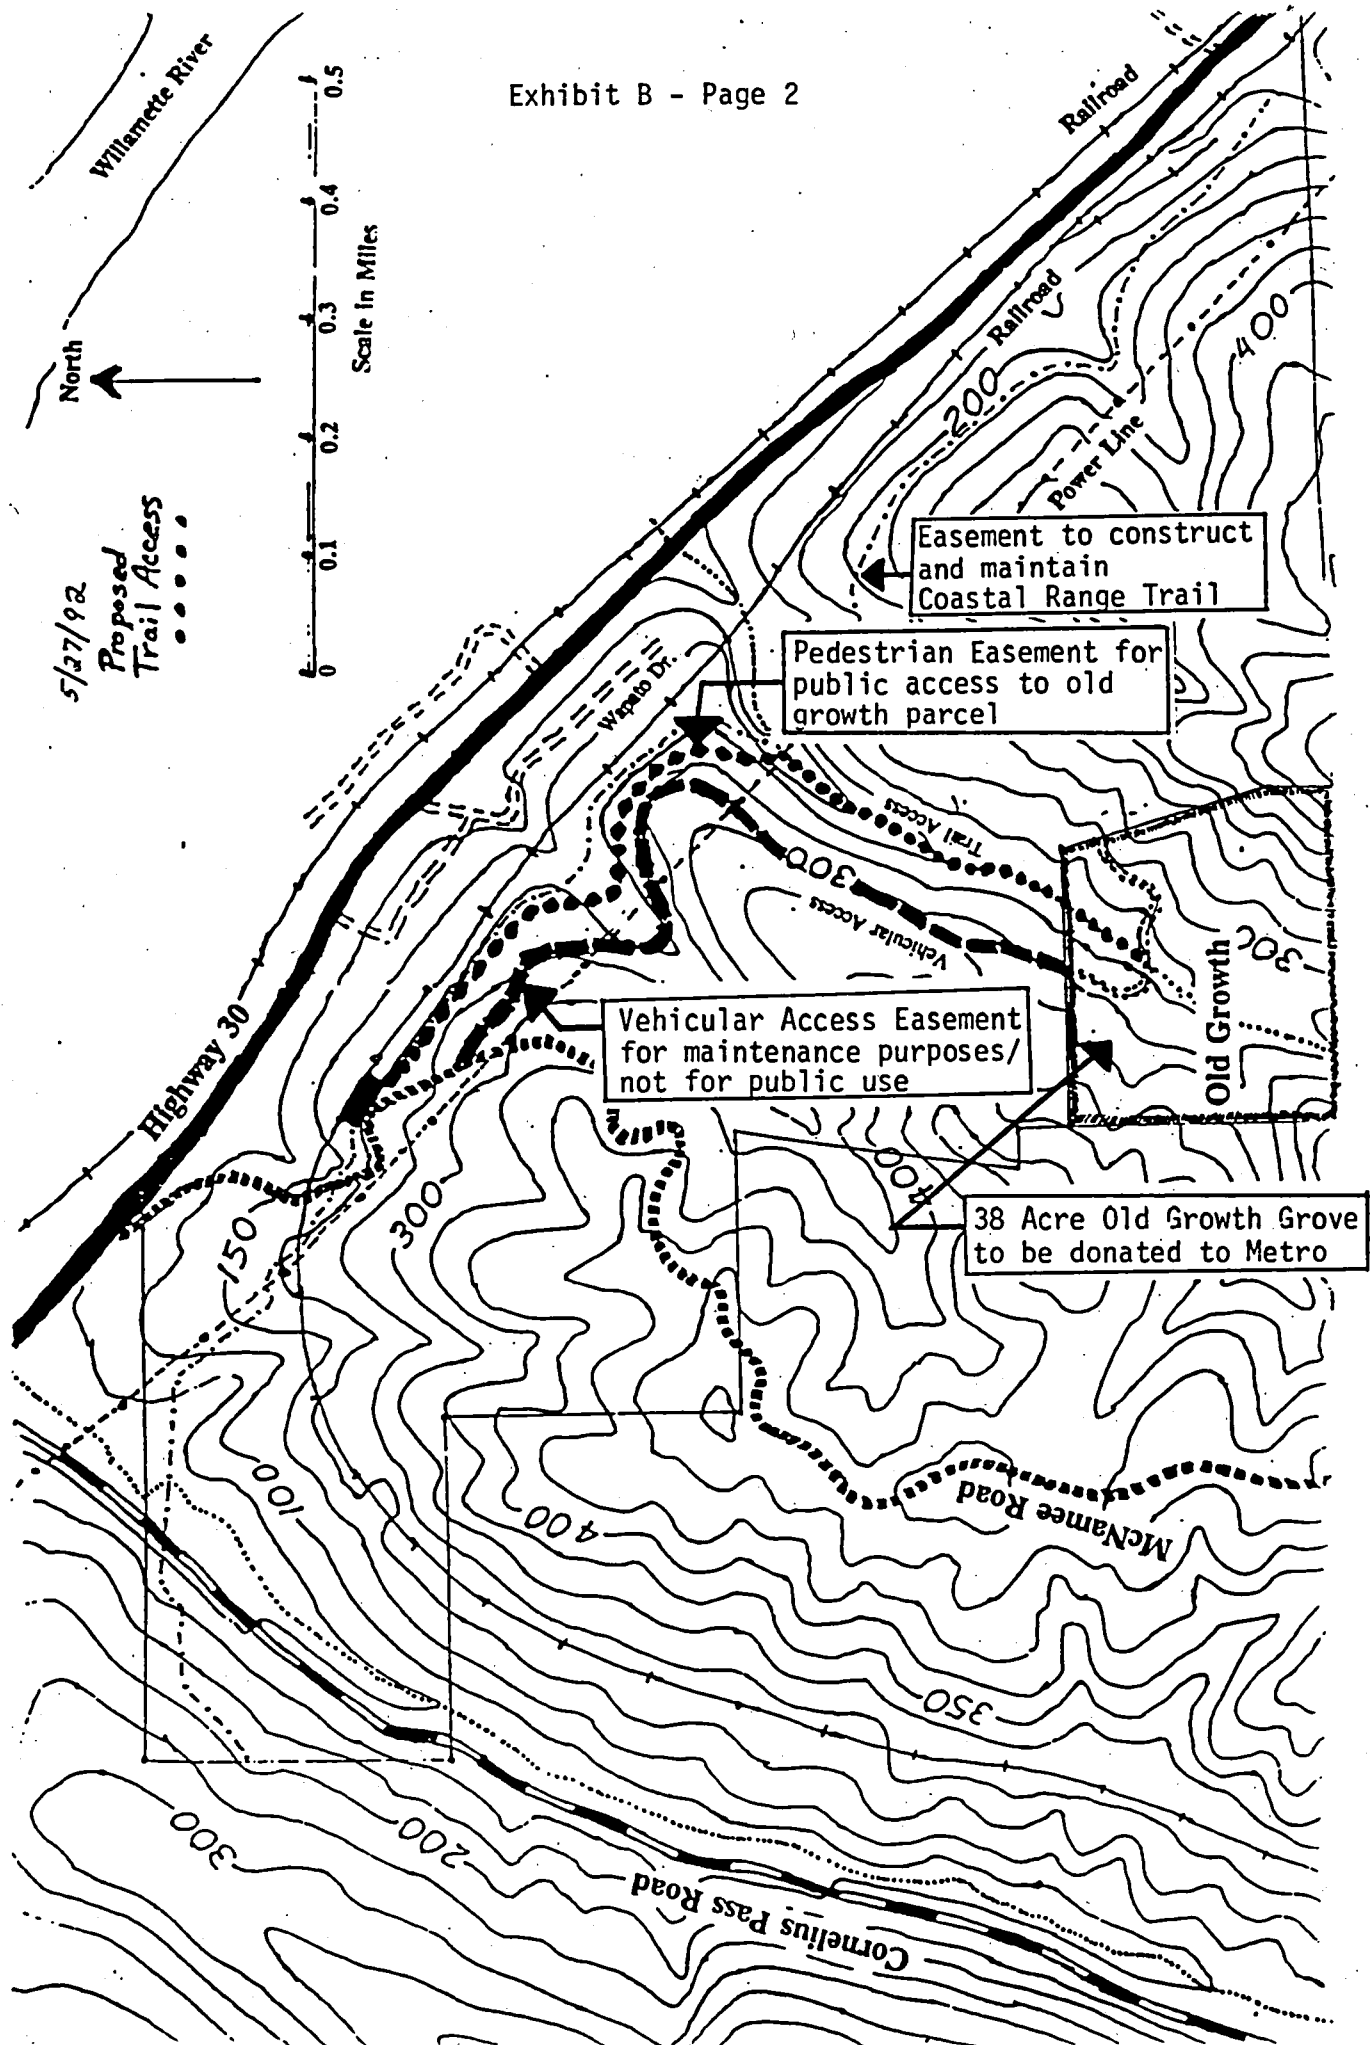 Exhibit B - Page 2
Willamette River
0.5
0.4
0.3
0.2
0.1
0
Scale in Miles
North
5/27/92
Proposed
Trail Access
Railroad
Railroad
200
400
Power Line
Easement to construct
and maintain
Coastal Range Trail
Pedestrian Easement for
public access to old
growth parcel
Wapato Dr.
Trail Access
300
Vehicular Access
Highway 30
Vehicular Access Easement
for maintenance purposes/
not for public use
Old Growth
300
400
38 Acre Old Growth Grove
to be donated to Metro
150
300
100
400
McNamee Road
350
300
200
Cornelius Pass Road